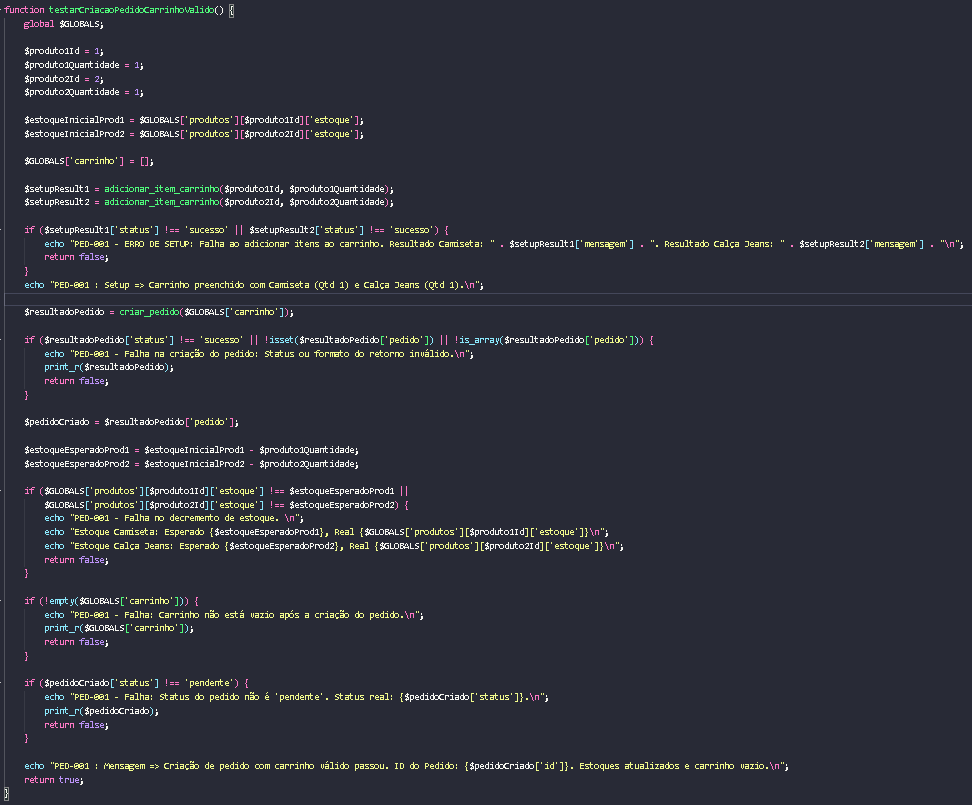 function testarCriacaoPedidoCarrinhoValido() {
global $GLOBALS;
$produto1Id = 1;
$produto1Quantidade = 1;
$produto2Id = 2;
$produto2Quantidade = 1;
$estoqueInicialProd1 = $GLOBALS['produtos'][$produto1Id]['estoque'];
$estoqueInicialProd2 = $GLOBALS['produtos'][$produto2Id]['estoque'];
$GLOBALS['carrinho'] = [];
$setupResult1 = adicionar_item_carrinho($produto1Id, $produto1Quantidade);
$setupResult2 = adicionar_item_carrinho($produto2Id, $produto2Quantidade);
if ($setupResult1['status'] !== 'sucesso' || $setupResult2['status'] !== 'sucesso') {
echo "PED-001 - ERRO DE SETUP: Falha ao adicionar itens ao carrinho. Resultado Camiseta: " . $setupResult1['mensagem'] . ". Resultado Calça Jeans: " . $setupResult2['mensagem'] . "\n";
return false;
}
echo "PED-001 : Setup => Carrinho preenchido com Camiseta (Qtd 1) e Calça Jeans (Qtd 1).\n";
$resultadoPedido = criar_pedido($GLOBALS['carrinho']);
if ($resultadoPedido['status'] !== 'sucesso' || !isset($resultadoPedido['pedido']) || !is_array($resultadoPedido['pedido'])) {
echo "PED-001 - Falha na criação do pedido: Status ou formato do retorno inválido.\n";
print_r($resultadoPedido);
return false;
}
$pedidoCriado = $resultadoPedido['pedido'];
$estoqueEsperadoProd1 = $estoqueInicialProd1 - $produto1Quantidade;
$estoqueEsperadoProd2 = $estoqueInicialProd2 - $produto2Quantidade;
if ($GLOBALS['produtos'][$produto1Id]['estoque'] !== $estoqueEsperadoProd1 ||
$GLOBALS['produtos'][$produto2Id]['estoque'] !== $estoqueEsperadoProd2) {
echo "PED-001 - Falha no decremento de estoque. \n";
echo "Estoque Camiseta: Esperado {$estoqueEsperadoProd1}, Real {$GLOBALS['produtos'][$produto1Id]['estoque']}\n";
echo "Estoque Calça Jeans: Esperado {$estoqueEsperadoProd2}, Real {$GLOBALS['produtos'][$produto2Id]['estoque']}\n";
return false;
}
if (!empty($GLOBALS['carrinho'])) {
echo "PED-001 - Falha: Carrinho não está vazio após a criação do pedido.\n";
print_r($GLOBALS['carrinho']);
return false;
}
if ($pedidoCriado['status'] !== 'pendente') {
echo "PED-001 - Falha: Status do pedido não é 'pendente'. Status real: {$pedidoCriado['status']}.\n";
print_r($pedidoCriado);
return false;
}
echo "PED-001 : Mensagem => Criação de pedido com carrinho válido passou. ID do Pedido: {$pedidoCriado['id']}. Estoques atualizados e carrinho vazio.\n";
return true;
}